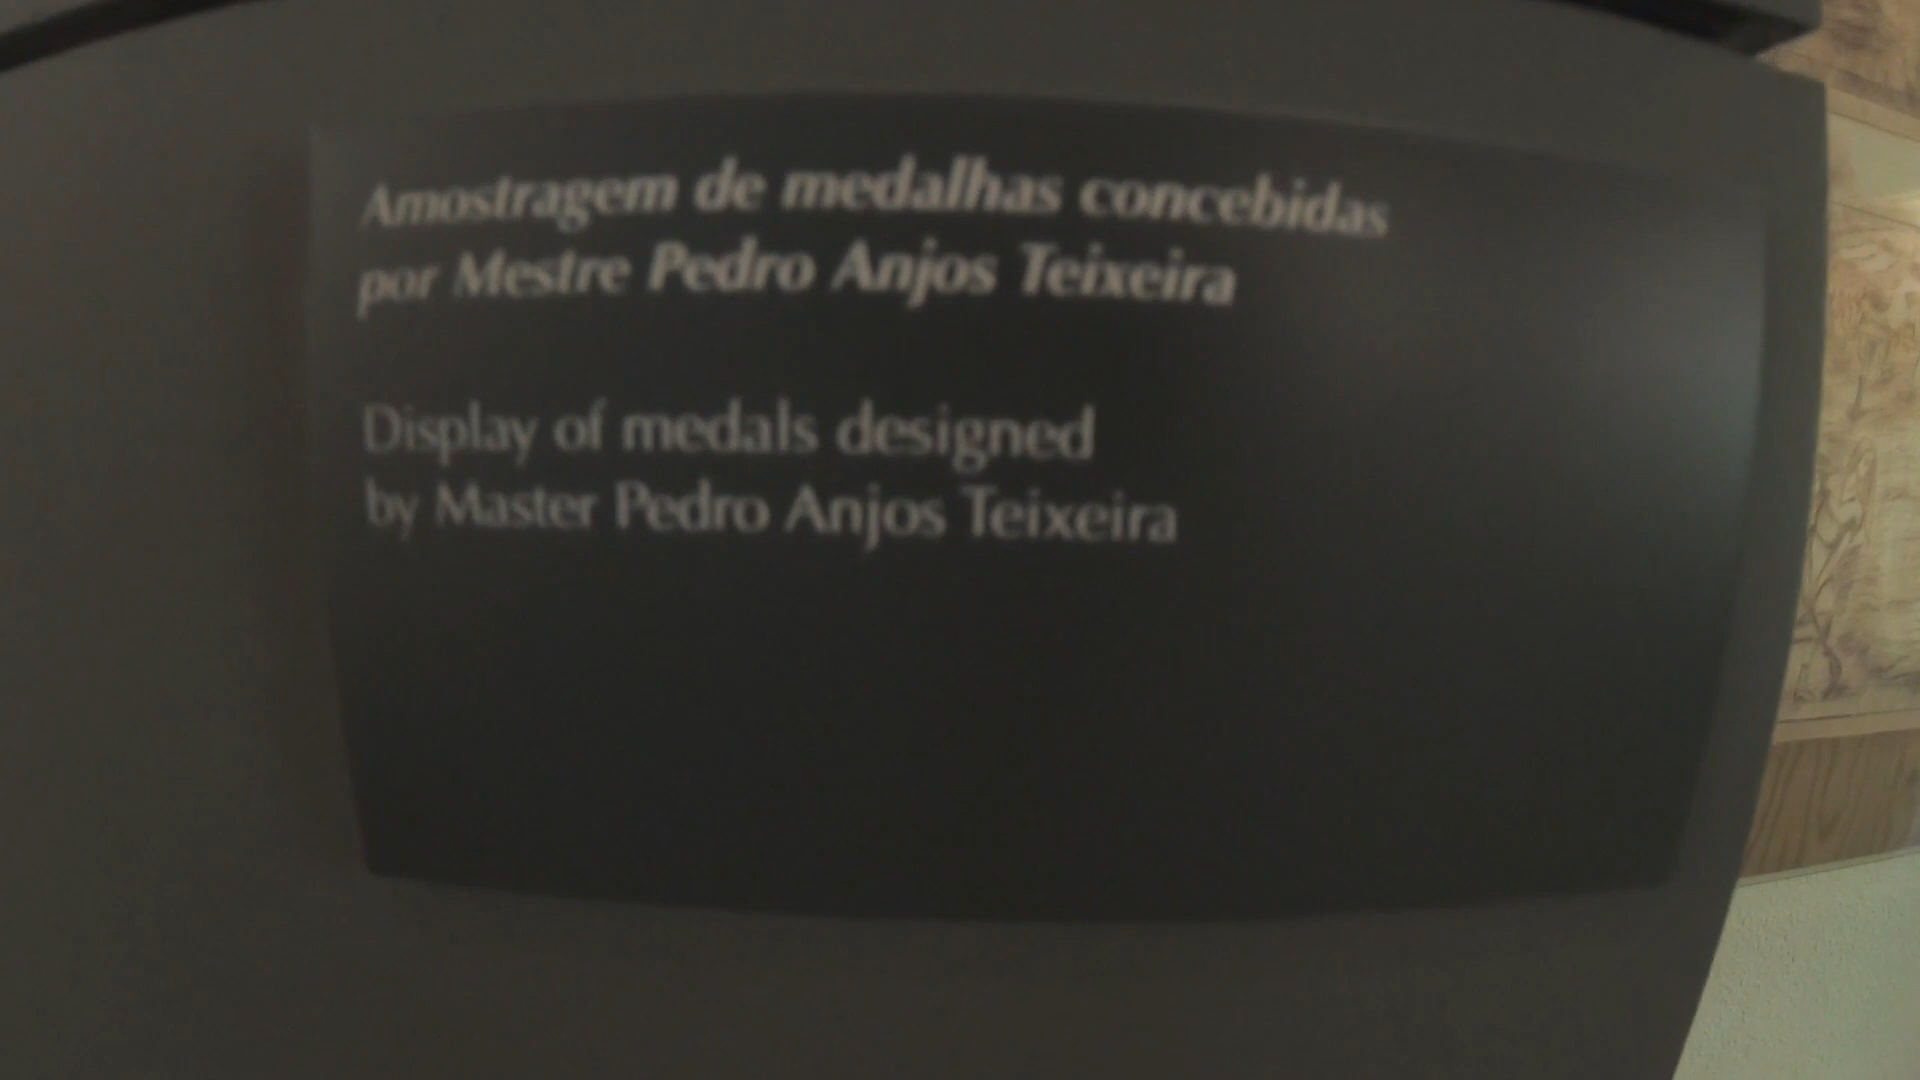 Amostragem de medalhas concebidas
por Mestre Pedro Anjos Teixeira
Display of medals designed
by Master Pedro Anjos Teixeira